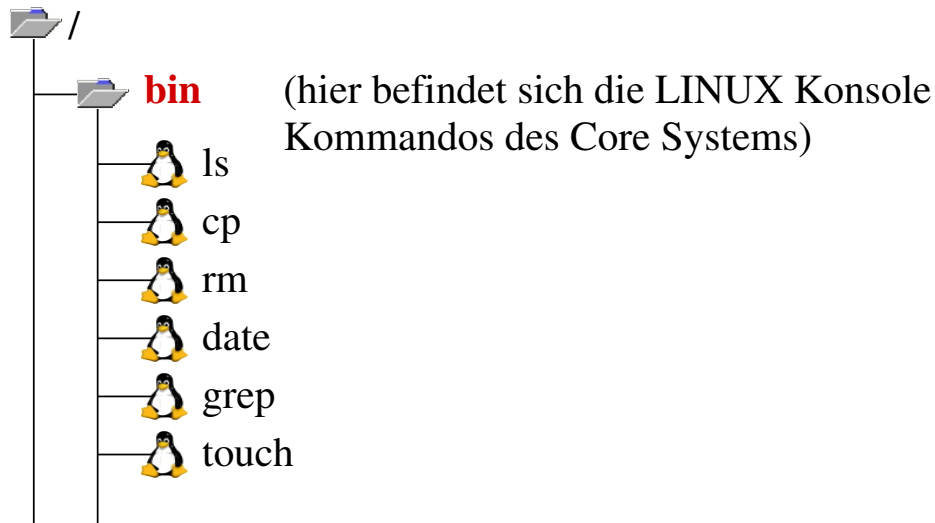 /
bin (hier befindet sich die LINUX Konsole
Kommandos des Core Systems)
ls
cp
rm
date
grep
touch